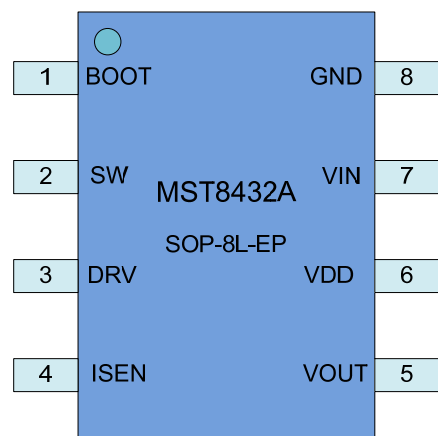 1 BOOT GND 8
2 SW VIN 7
MST8432A
SOP-8L-EP
3 DRV VDD 6
4 ISEN VOUT 5